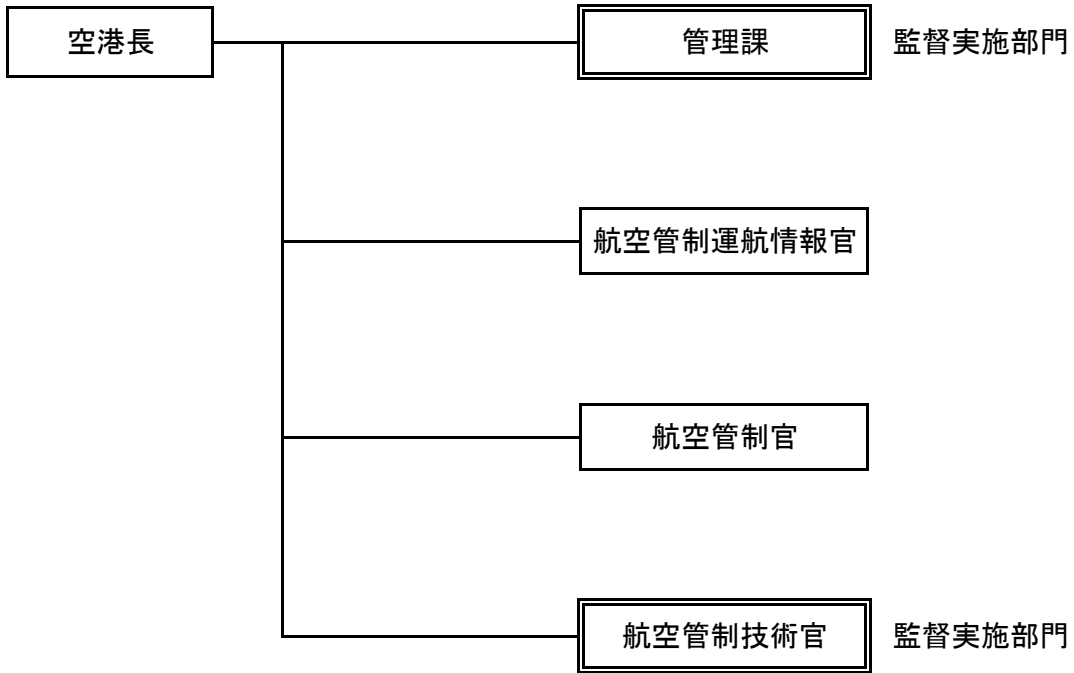 空港長
管理課
監督実施部門
航空管制運航情報官
航空管制官
航空管制技術官
監督実施部門